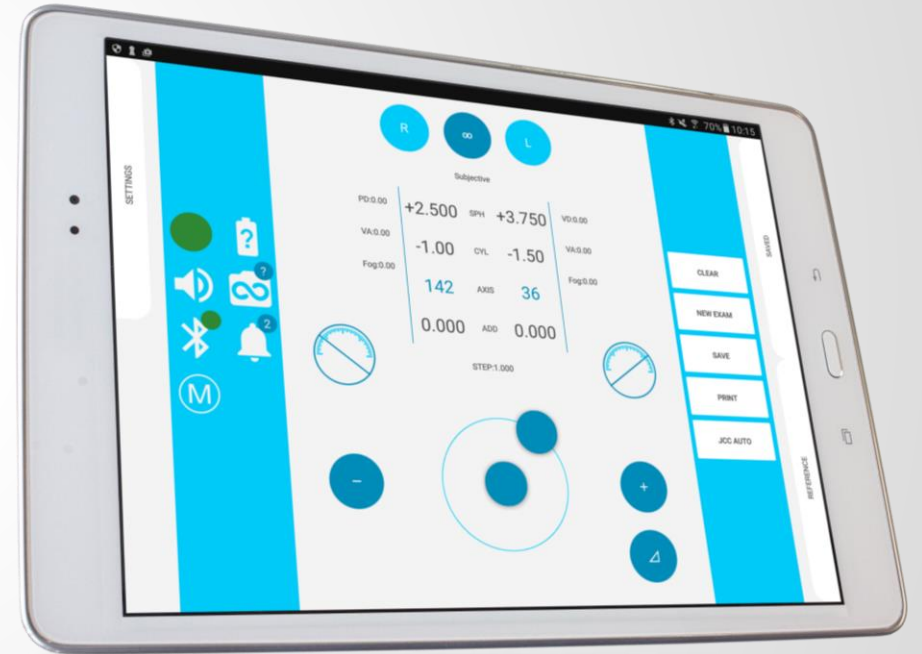 70% 10:15
SETTINGS
R ∞ L
Subjective
PD:0.00 +2.500 SPH +3.750 VD:0.00
VA:0.00 -1.00 CYL. -1.50 VA:0.00
Fog:0.00 142 AXIS 36 Fog:0.00
0.000 ADD 0.000
STEP:1.000
?
?
2
M
-
+
SAVED
CLEAR
NEW EXAM
SAVE
PRINT
JCC AUTO
REFERENCE